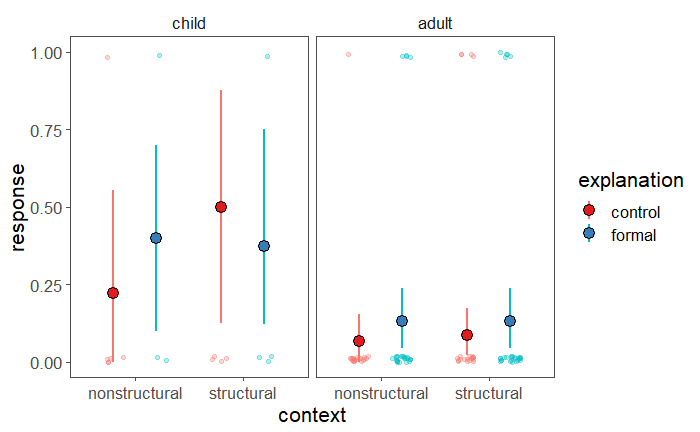 child
adult
1.00
0.75
0.50
0.25
0.00
response
nonstructural
structural
nonstructural
structural
context
explanation
control
formal